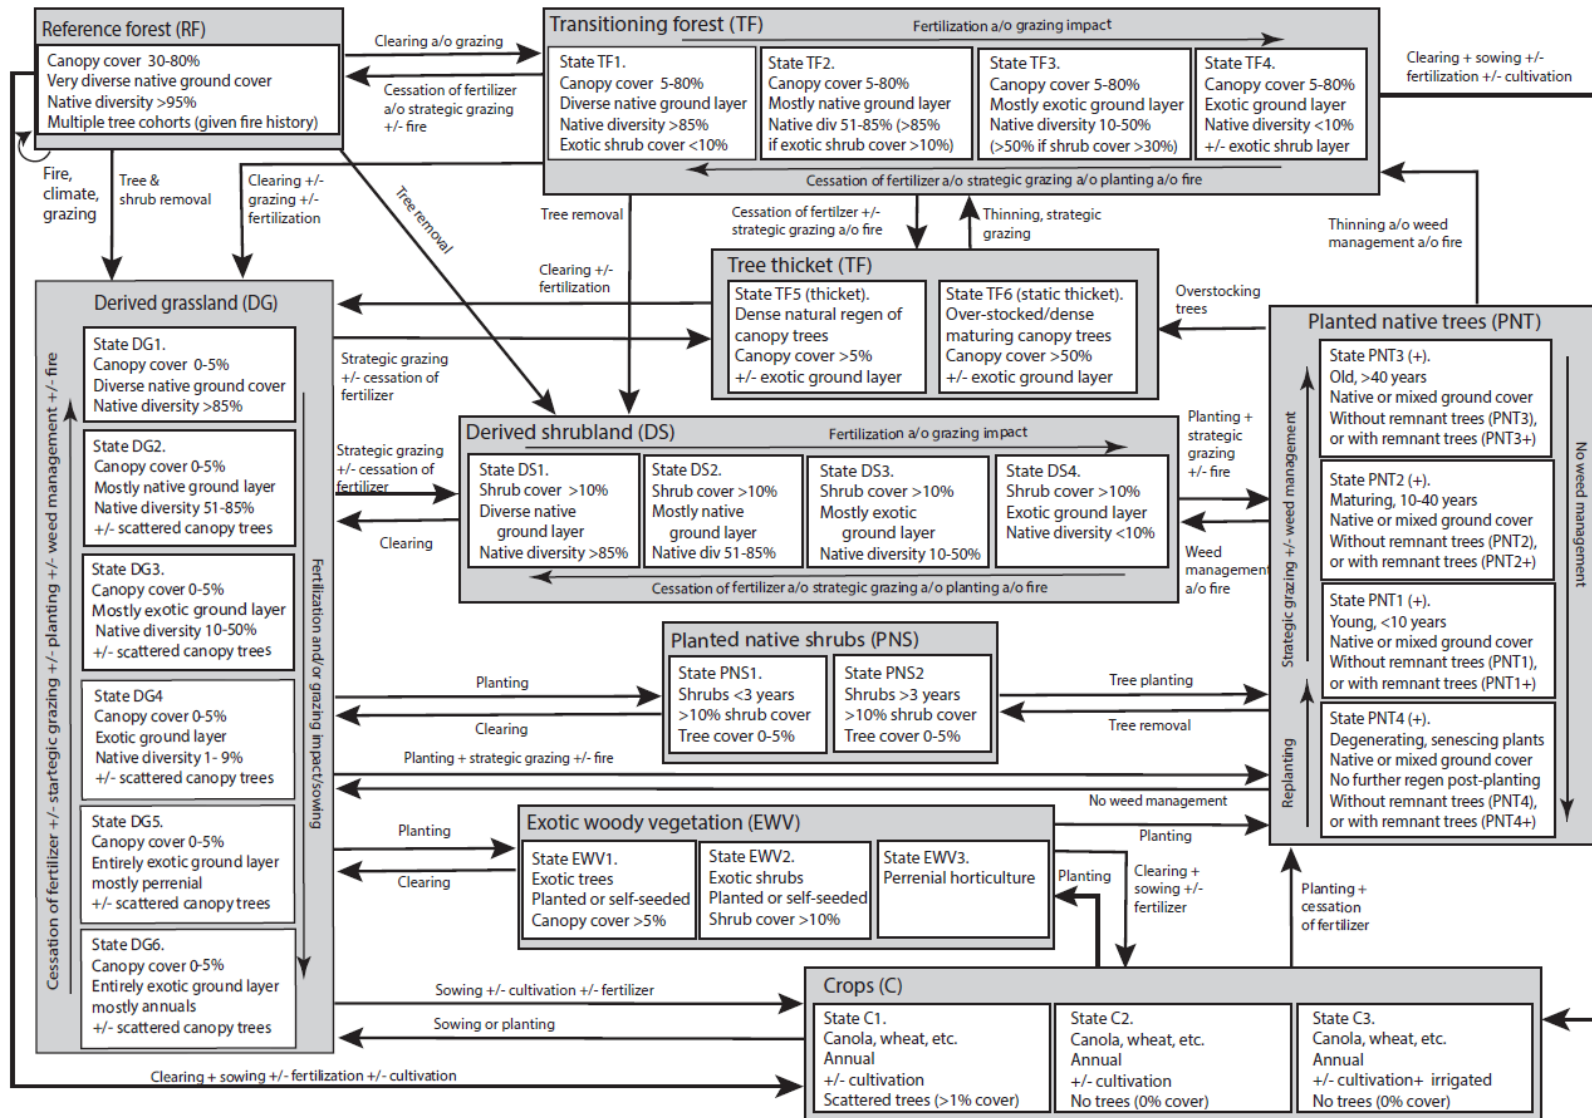 Reference forest (RF)
Canopy cover 30-80%
Very diverse native ground cover
Native diversity >95%
Multiple tree cohorts (given fire history)
Fire,
climate,
grazing
Clearing a/o grazing
Cessation of fertilizer
a/o strategic grazing
+/- fire
Transitioning forest (TF)
Fertilization a/o grazing impact
State TF1.
Canopy cover 5-80%
Diverse native ground layer
Native diversity >85%
Exotic shrub cover <10%
State TF2.
Canopy cover 5-80%
Mostly native ground layer
Native div 51-85% (>85%
if exotic shrub cover >10%)
State TF3.
Canopy cover 5-80%
Mostly exotic ground layer
Native diversity 10-50%
(>50% if shrub cover >30%)
State TF4.
Canopy cover 5-80%
Exotic ground layer
Native diversity <10%
+/- exotic shrub layer
Cessation of fertilizer a/o strategic grazing a/o planting a/o fire
Clearing + sowing +/-
fertilization +/- cultivation
Tree &
shrub removal
Clearing +/-
grazing +/-
fertilization
Tree removal
Tree removal
Cessation of fertilzer +/-
strategic grazing a/o fire
Thinning, strategic
grazing
Thinning a/o weed
management a/o fire
Clearing +/-
fertilization
Tree thicket (TF)
State TF5 (thicket).
Dense natural regen of
canopy trees
Canopy cover >5%
+/- exotic ground layer
State TF6 (static thicket).
Over-stocked/dense
maturing canopy trees
Canopy cover >50%
+/- exotic ground layer
Overstocking
trees
Strategic grazing
+/- cessation of
fertilizer
Derived grassland (DG)
Cessation of fertilizer +/- startegic grazing +/- planting +/- weed management +/- fire
State DG1.
Canopy cover 0-5%
Diverse native ground cover
Native diversity >85%
State DG2.
Canopy cover 0-5%
Mostly native ground layer
Native diversity 51-85%
+/- scattered canopy trees
State DG3.
Canopy cover 0-5%
Mostly exotic ground layer
Native diversity 10-50%
+/- scattered canopy trees
State DG4
Canopy cover 0-5%
Exotic ground layer
Native diversity 1- 9%
+/- scattered canopy trees
State DG5.
Canopy cover 0-5%
Entirely exotic ground layer
mostly perrenial
+/- scattered canopy trees
State DG6.
Canopy cover 0-5%
Entirely exotic ground layer
mostly annuals
+/- scattered canopy trees
Fertilization and/or grazing impact/sowing
Strategic grazing
+/- cessation of
fertilizer
Clearing
Derived shrubland (DS)
Fertilization a/o grazing impact
State DS1.
Shrub cover >10%
Diverse native
ground layer
Native diversity >85%
State DS2.
Shrub cover >10%
Mostly native
ground layer
Native div 51-85%
State DS3.
Shrub cover >10%
Mostly exotic
ground layer
Native diversity 10-50%
State DS4.
Shrub cover >10%
Exotic ground layer
Native diversity <10%
Cessation of fertilizer a/o strategic grazing a/o planting a/o fire
Planting +
strategic
grazing
+/- fire
Weed
management
a/o fire
Planted native trees (PNT)
State PNT3 (+).
Old, >40 years
Native or mixed ground cover
Without remnant trees (PNT3),
or with remnant trees (PNT3+)
State PNT2 (+).
Maturing, 10-40 years
Native or mixed ground cover
Without remnant trees (PNT2),
or with remnant trees (PNT2+)
State PNT1 (+).
Young, <10 years
Native or mixed ground cover
Without remnant trees (PNT1),
or with remnant trees (PNT1+)
State PNT4 (+).
Degenerating, senescing plants
Native or mixed ground cover
No further regen post-planting
Without remnant trees (PNT4),
or with remnant trees (PNT4+)
Strategic grazing +/- weed management
Replanting
No weed management
Planted native shrubs (PNS)
State PNS1.
Shrubs <3 years
>10% shrub cover
Tree cover 0-5%
State PNS2
Shrubs >3 years
>10% shrub cover
Tree cover 0-5%
Planting
Clearing
Tree planting
Tree removal
Planting + strategic grazing +/- fire
No weed management
Exotic woody vegetation (EWV)
State EWV1.
Exotic trees
Planted or self-seeded
Canopy cover >5%
State EWV2.
Exotic shrubs
Planted or self-seeded
Shrub cover >10%
State EWV3.
Perrenial horticulture
Planting
Clearing
Planting
Planting
Clearing +
sowing +/-
fertilizer
Planting +
cessation
of fertilizer
Sowing +/- cultivation +/- fertilizer
Sowing or planting
Clearing + sowing +/- fertilization +/- cultivation
Crops (C)
State C1.
Canola, wheat, etc.
Annual
+/- cultivation
Scattered trees (>1% cover)
State C2.
Canola, wheat, etc.
Annual
+/- cultivation
No trees (0% cover)
State C3.
Canola, wheat, etc.
Annual
+/- cultivation+ irrigated
No trees (0% cover)